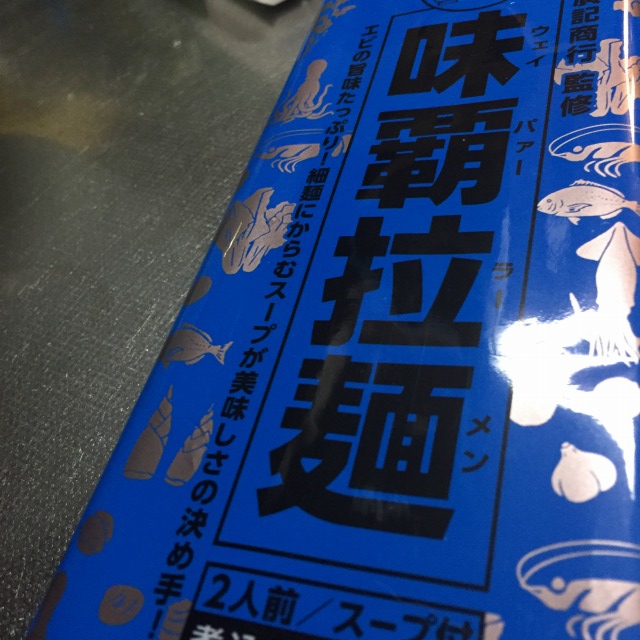 記商行 監修
味覇拉麺
ウェイ パァー ラー メン
エビの旨味たっぷり! 細麺にからむスープが美味しさの決め手!
2人前/スープ付